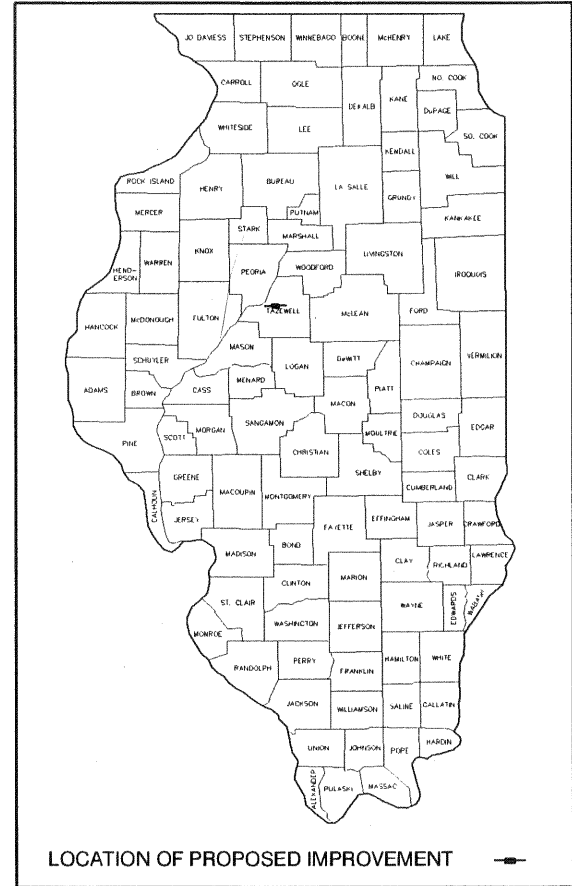 JO DAVIESS STEPHENSON WINNEBAGO BOONE McHENRY LAKE
CARROLL OGLE DEKALB KANE NO. COOK
DuPAGE
WHITESIDE LEE SO. COOK
KENDALL
WILL
ROCK ISLAND HENRY BUREAU LA SALLE GRUNDY
MERCER PUTNAM KANKAKEE
STARK MARSHALL
KNOX LIVINGSTON
HEND-
ERSON WARREN PEORIA WOODFORD IROQUOIS
TAZEWELL McLEAN FORD
HANCOCK McDONOUGH FULTON
MASON
SCHUYLER LOGAN DeWITT CHAMPAIGN VERMILION
ADAMS BROWN CASS MENARD PIATT
MACON
DOUGLAS
MORGAN SANGAMON MOULTRIE EDGAR
PIKE SCOTT COLES
CHRISTIAN
SHELBY
GREENE CUMBERLAND CLARK
CALHOUN MACOUPIN MONTGOMERY
JERSEY FAYETTE EFFINGHAM JASPER CRAWFORD
MADISON BOND LAWRENCE
CLAY RICHLAND
CLINTON MARION
ST. CLAIR WAYNE EDWARDS WABASH
WASHINGTON JEFFERSON
MONROE
RANDOLPH PERRY HAMILTON WHITE
FRANKLIN
JACKSON WILLIAMSON SALINE GALLATIN
UNION JOHNSON POPE HARDIN
ALEXANDER PULASKI MASSAC
LOCATION OF PROPOSED IMPROVEMENT